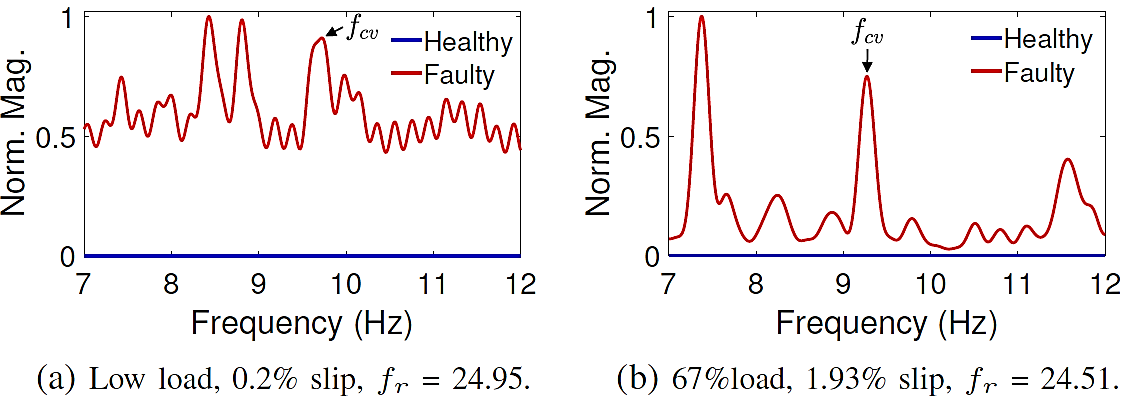 Norm. Mag.
1
0.5
0
f_cv
Healthy
Faulty
7 8 9 10 11 12
Frequency (Hz)
(a) Low load, 0.2% slip, f_r = 24.95.
Norm. Mag.
1
0.5
0
f_cv
Healthy
Faulty
7 8 9 10 11 12
Frequency (Hz)
(b) 67%load, 1.93% slip, f_r = 24.51.